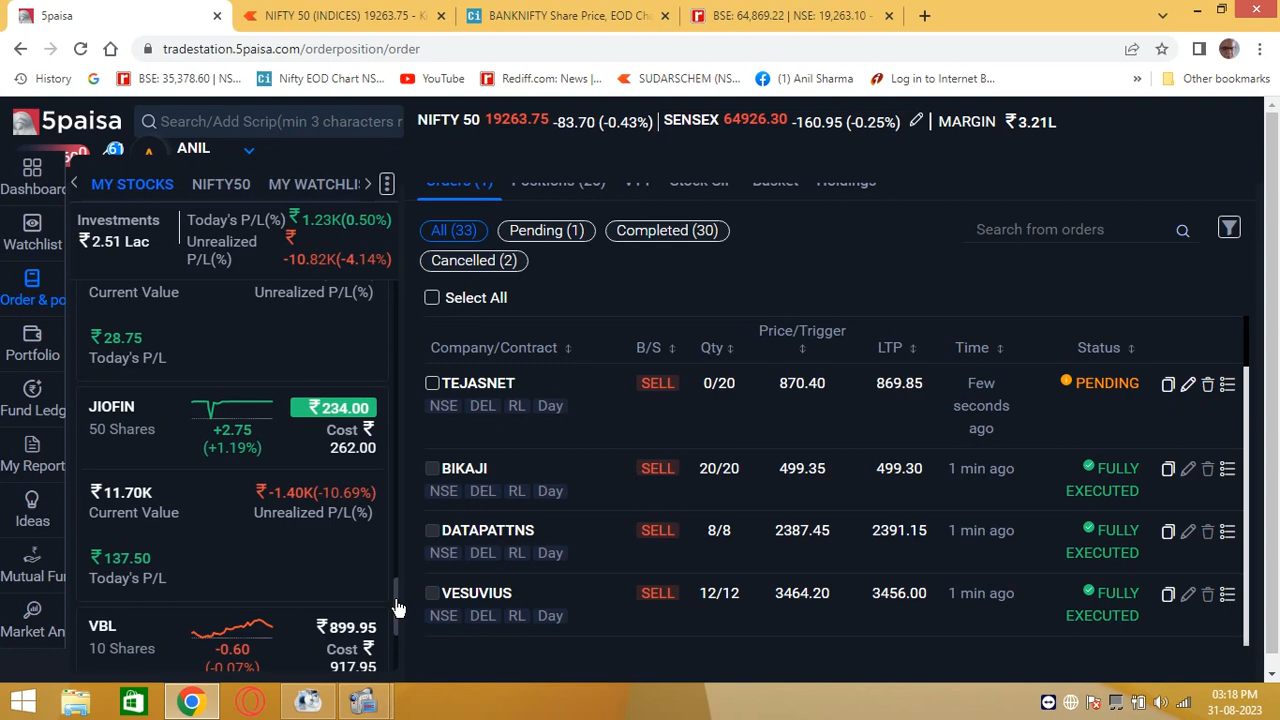 5paisa
NIFTY 50 (INDICES) 19263.75 - K
BANKNIFTY Share Price, EOD Cha
BSE: 64,869.22 | NSE: 19,263.10 -
tradestation.5paisa.com/orderposition/order
History
BSE: 35,378.60 | NS...
Nifty EOD Chart NS...
YouTube
Rediff.com: News |...
SUDARSCHEM (NS...
(1) Anil Sharma
Log in to Internet B...
»
Other bookmarks
5paisa
Search/Add Scrip(min 3 characters r
NIFTY 50 19263.75 -83.70 (-0.43%) | SENSEX 64926.30 -160.95 (-0.25%) | MARGIN ₹3.21L
61
ANIL
Dashboard
Watchlist
Order & po
Portfolio
Fund Ledg
My Report
Ideas
Mutual Fu
Market An
MY STOCKS NIFTY50 MY WATCHLI
Investments
₹2.51 Lac
Today's P/L(%) ₹1.23K(0.50%)
Unrealized P/L(%) ₹ -10.82K(-4.14%)
Current Value Unrealized P/L(%)
₹28.75
Today's P/L
JIOFIN ₹234.00
50 Shares +2.75 Cost ₹
(+1.19%) 262.00
₹11.70K ₹-1.40K(-10.69%)
Current Value Unrealized P/L(%)
₹137.50
Today's P/L
VBL ₹899.95
10 Shares -0.60 Cost ₹
(-0.07%) 917.95
Orders (1) Positions (26) VTT Stock SIP Basket Holdings
All (33) Pending (1) Completed (30)
Search from orders
Cancelled (2)
Select All
Company/Contract B/S Qty Price/Trigger LTP Time Status
TEJASNET SELL 0/20 870.40 869.85 Few seconds ago PENDING
NSE DEL RL Day
BIKAJI SELL 20/20 499.35 499.30 1 min ago FULLY EXECUTED
NSE DEL RL Day
DATAPATTNS SELL 8/8 2387.45 2391.15 1 min ago FULLY EXECUTED
NSE DEL RL Day
VESUVIUS SELL 12/12 3464.20 3456.00 1 min ago FULLY EXECUTED
NSE DEL RL Day
03:18 PM
31-08-2023